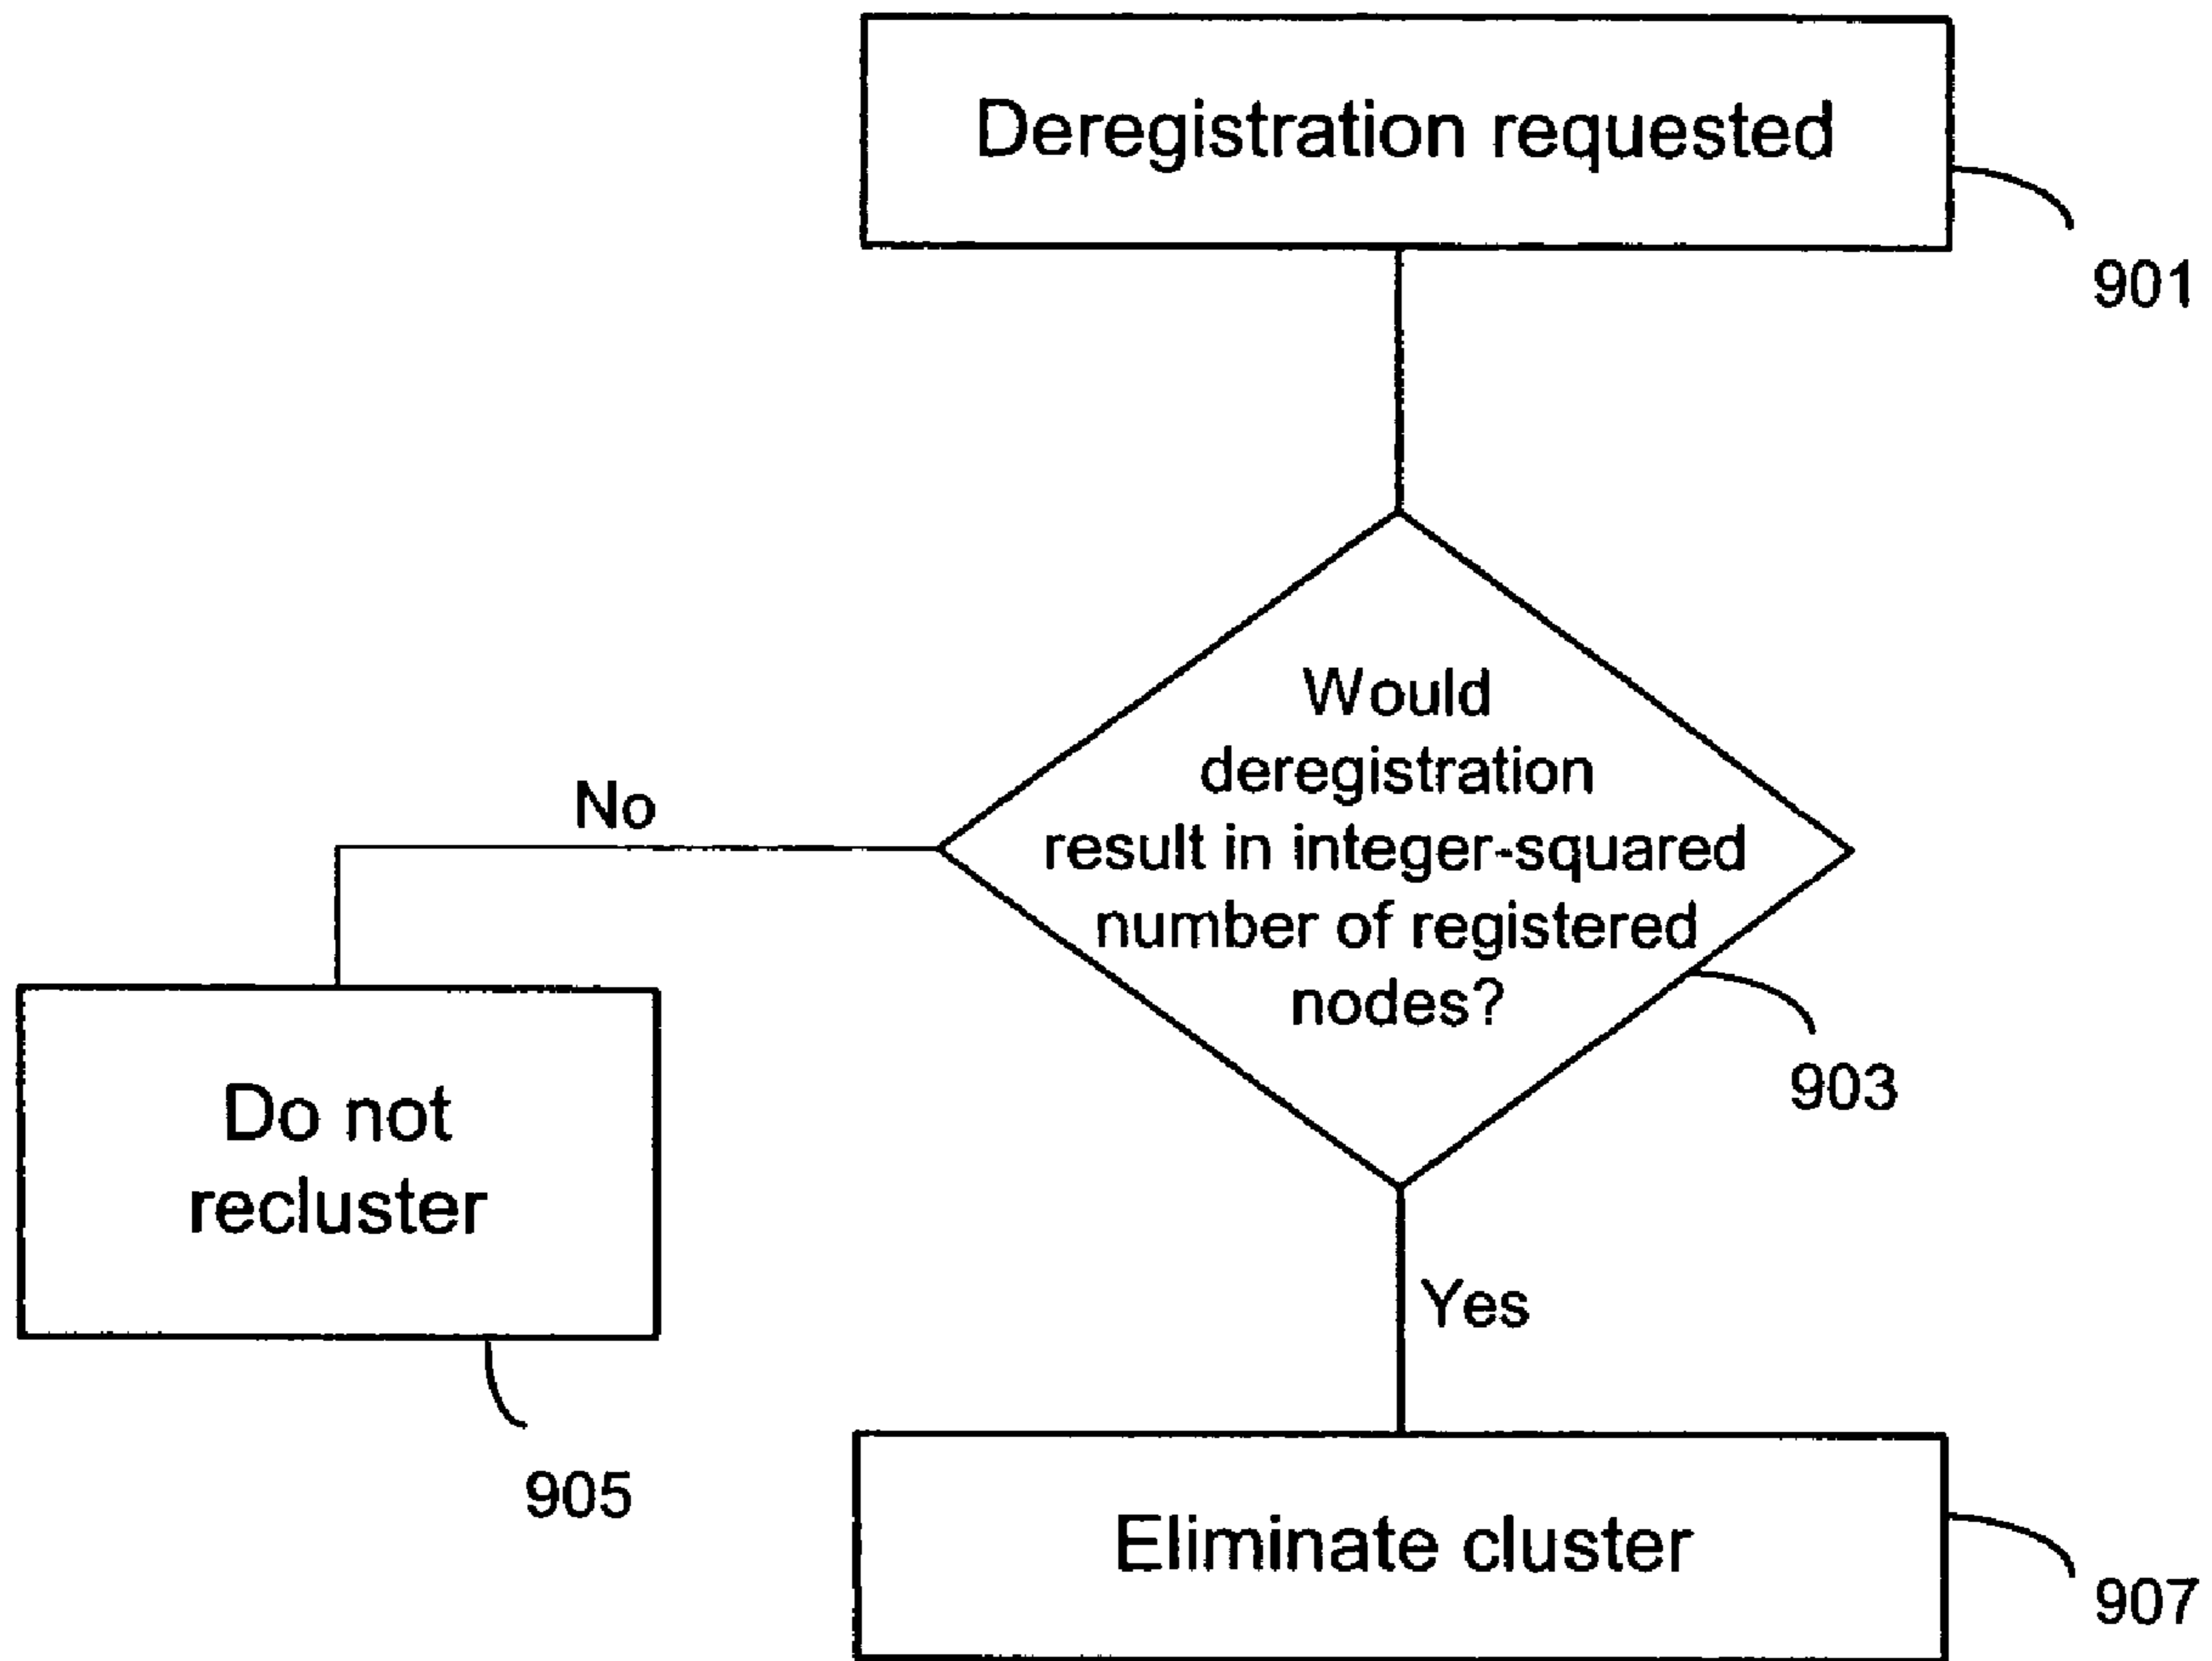 Deregistration requested
901
Would
deregistration
result in integer-squared
number of registered
nodes?
903
No
Do not
recluster
905
Yes
Eliminate cluster
907